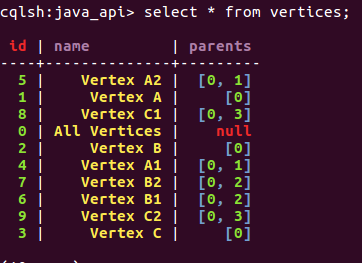 cqlsh:java_api> select * from vertices;
id | name | parents
----+--------------+---------
5 | Vertex A2 | [0, 1]
1 | Vertex A | [0]
8 | Vertex C1 | [0, 3]
0 | All Vertices | null
2 | Vertex B | [0]
4 | Vertex A1 | [0, 1]
7 | Vertex B2 | [0, 2]
6 | Vertex B1 | [0, 2]
9 | Vertex C2 | [0, 3]
3 | Vertex C | [0]